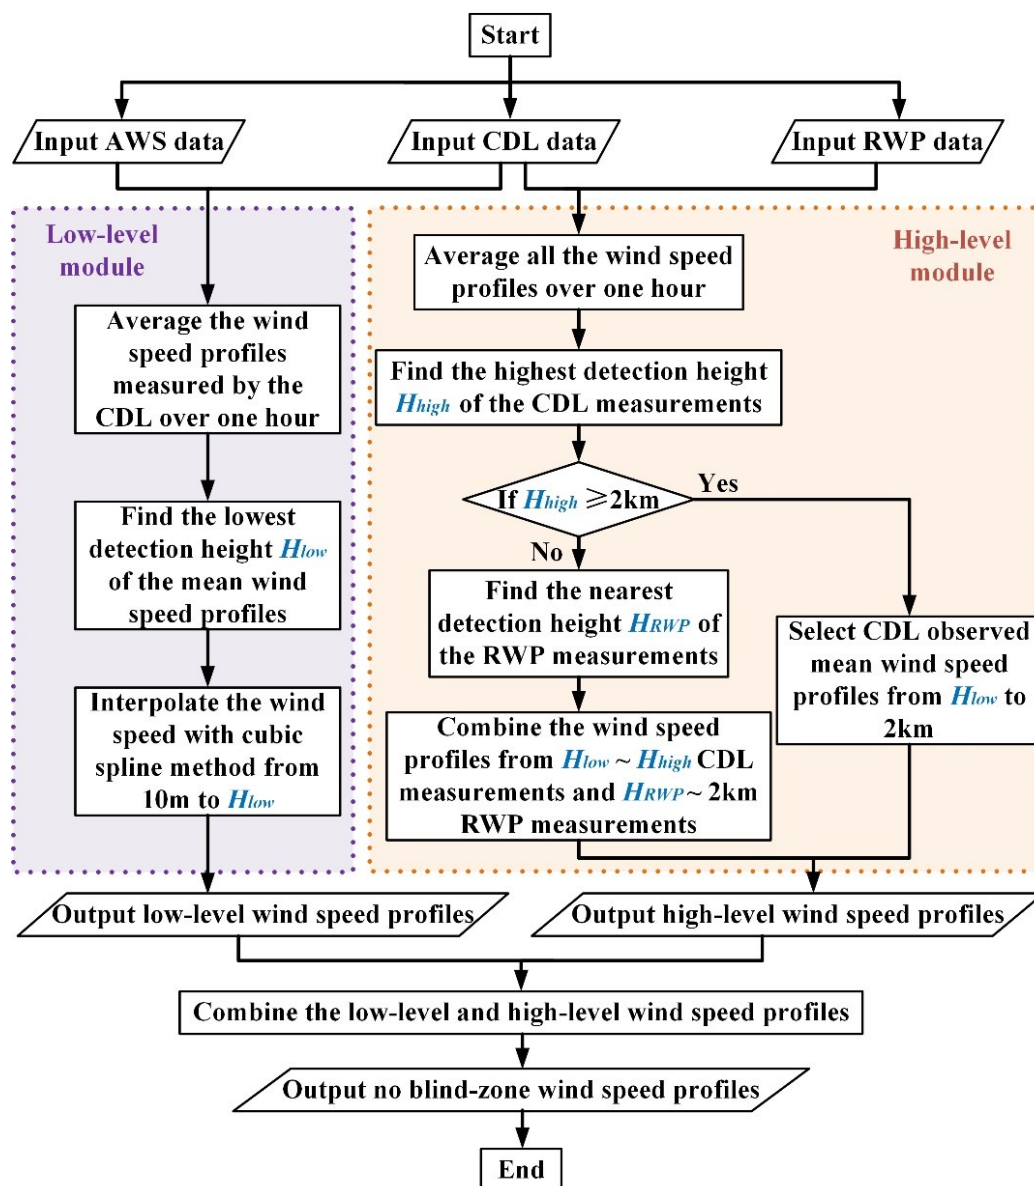 Start
Input AWS data
Input CDL data
Input RWP data
Low-level
module
Average the wind
speed profiles
measured by the
CDL over one hour
Find the lowest
detection height Hlow
of the mean wind
speed profiles
Interpolate the wind
speed with cubic
spline method from
10m to Hlow
High-level
module
Average all the wind speed
profiles over one hour
Find the highest detection height
Hhigh of the CDL measurements
If Hhigh ⩾2km
Yes
No
Find the nearest
detection height HRWP of
the RWP measurements
Combine the wind speed
profiles from Hlow ~ Hhigh CDL
measurements and HRWP ~ 2km
RWP measurements
Select CDL observed
mean wind speed
profiles from Hlow to
2km
Output low-level wind speed profiles
Output high-level wind speed profiles
Combine the low-level and high-level wind speed profiles
Output no blind-zone wind speed profiles
End